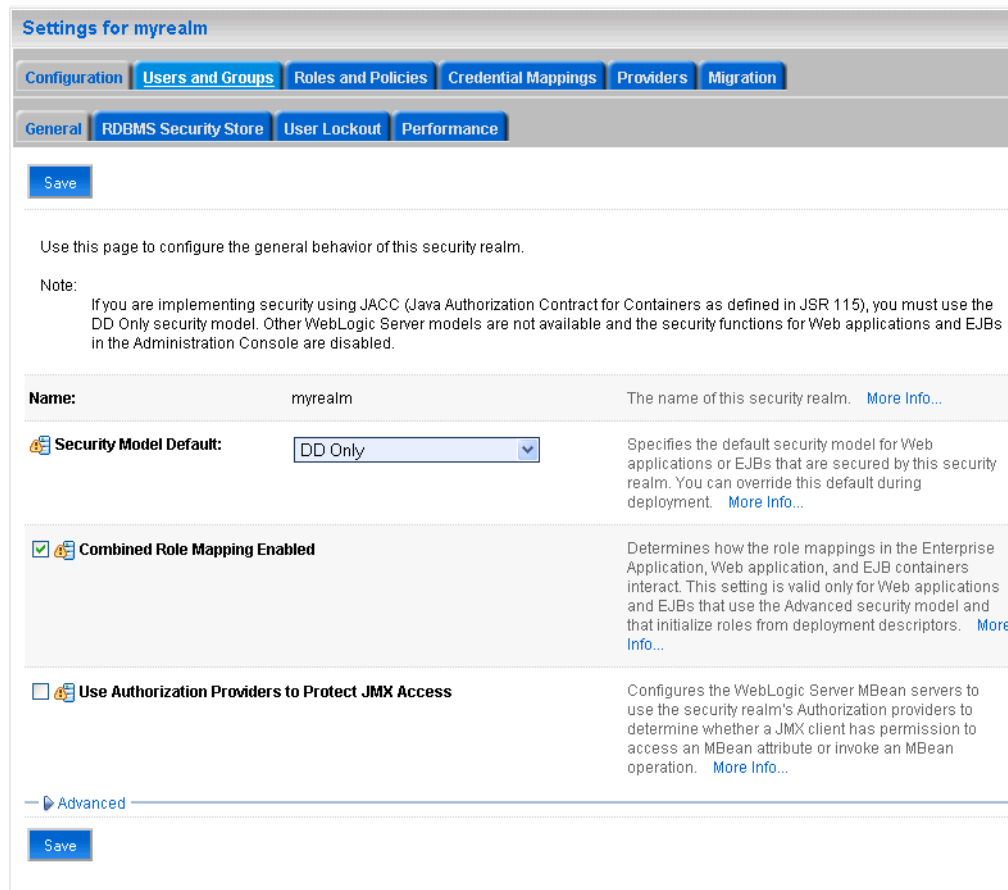 Settings for myrealm
Configuration Users and Groups Roles and Policies Credential Mappings Providers Migration
General RDBMS Security Store User Lockout Performance
Save
Use this page to configure the general behavior of this security realm.
Note:
If you are implementing security using JACC (Java Authorization Contract for Containers as defined in JSR 115), you must use the
DD Only security model. Other WebLogic Server models are not available and the security functions for Web applications and EJBs
in the Administration Console are disabled.
Name: myrealm The name of this security realm. More Info...
Security Model Default: DD Only Specifies the default security model for Web
applications or EJBs that are secured by this security
realm. You can override this default during
deployment. More Info...
Combined Role Mapping Enabled Determines how the role mappings in the Enterprise
Application, Web application, and EJB containers
interact. This setting is valid only for Web applications
and EJBs that use the Advanced security model and
that initialize roles from deployment descriptors. More
Info...
Use Authorization Providers to Protect JMX Access Configures the WebLogic Server MBean servers to
use the security realm's Authorization providers to
determine whether a JMX client has permission to
access an MBean attribute or invoke an MBean
operation. More Info...
Advanced
Save